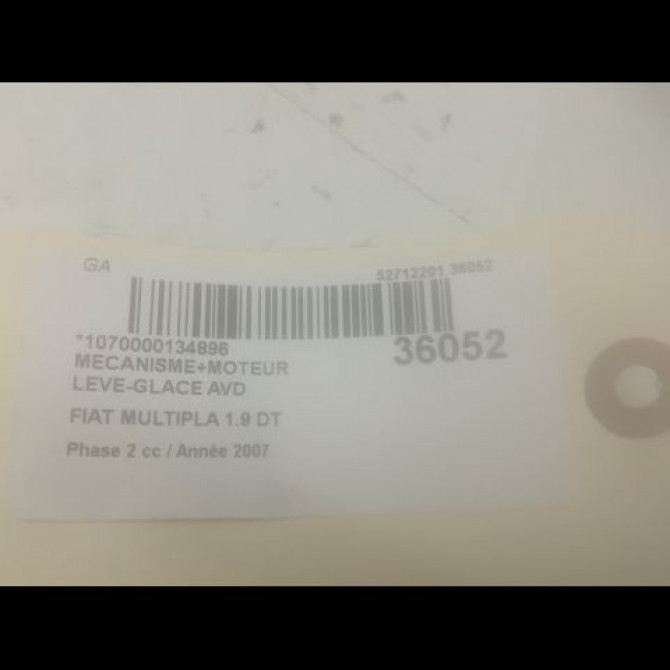 GA
52712201 36052
*1070000134896
36052
MECANISME+MOTEUR
LEVE-GLACE AVD
FIAT MULTIPLA 1.9 DT
Phase 2 cc / Année 2007